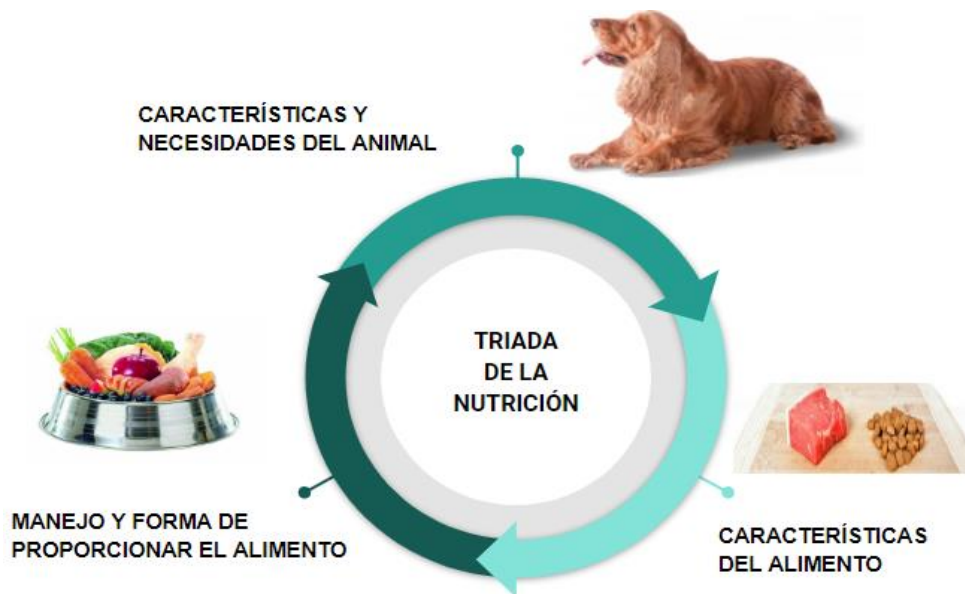 CARACTERÍSTICAS Y
NECESIDADES DEL ANIMAL
TRIADA
DE LA
NUTRICIÓN
MANEJO Y FORMA DE
PROPORCIONAR EL ALIMENTO
CARACTERÍSTICAS
DEL ALIMENTO